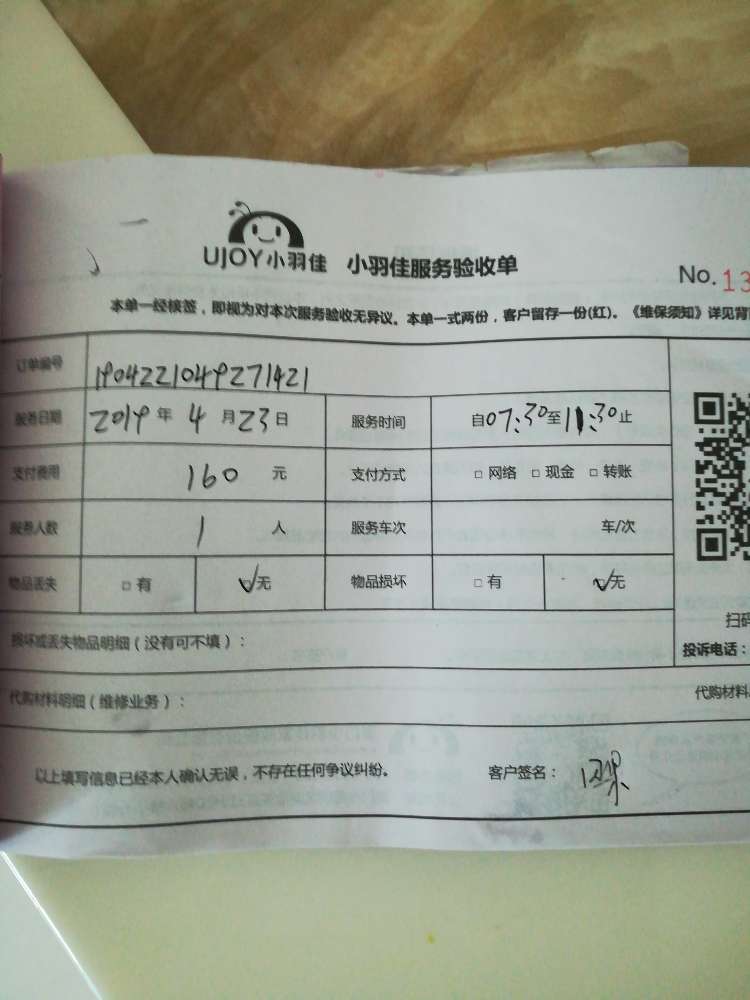 UJOY小羽佳 小羽佳服务验收单
No.13
本单一经核签，即视为对本次服务验收无异议。本单一式两份，客户留存一份(红)。《维保须知》详见背
订单编号 190422104927142​1
服务日期 2019年4月23日 服务时间 自07:30至11:30止
支付费用 160 元 支付方式 □ 网络 □ 现金 □ 转账
服务人数 1 人 服务车次 车/次
物品丢失 □ 有 √无 物品损坏 □ 有 √无
扫码
损坏或丢失物品明细（没有可不填）：
投诉电话：
代购材料明细（维修业务）：
代购材料
以上填写信息已经本人确认无误，不存在任何争议纠纷。 客户签名：